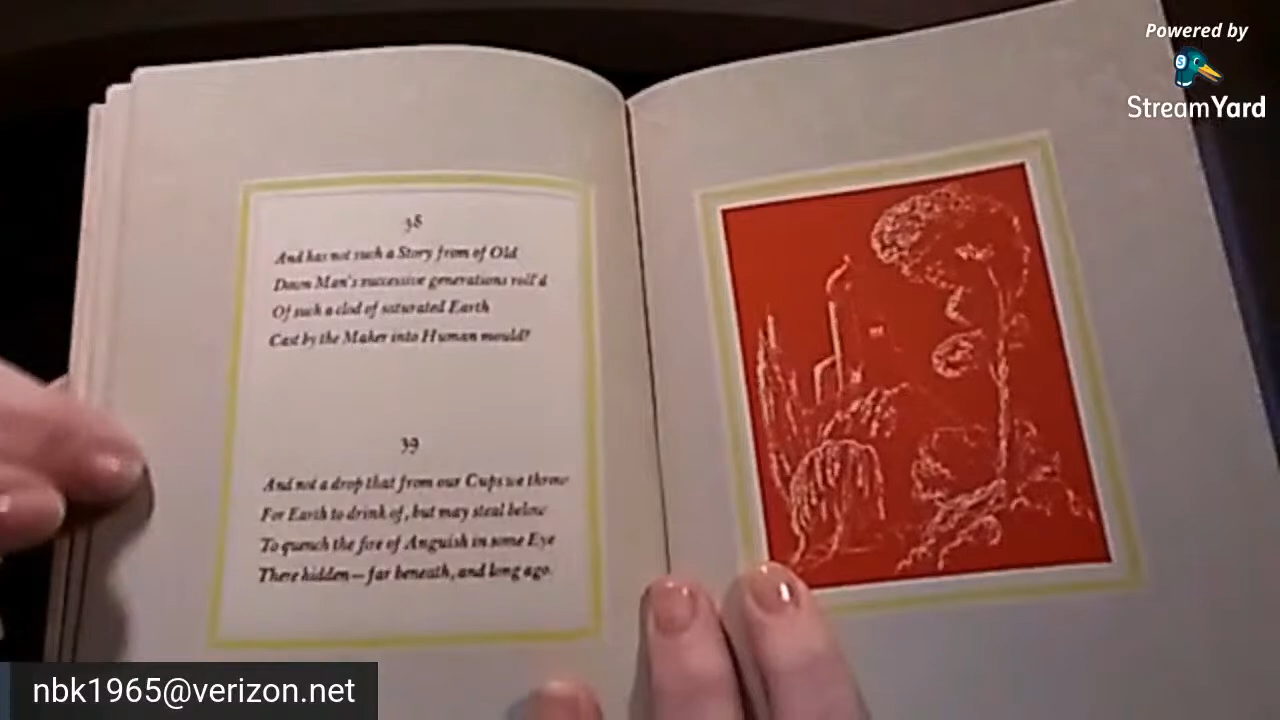 38
And has not such a Story from of Old
Down Man's successive generations roll'd
Of such a clod of saturated Earth
Cast by the Maker into Human mould?
39
And not a drop that from our Cups we throw
For Earth to drink of, but may steal below
To quench the fire of Anguish in some Eye
There hidden—far beneath, and long ago.
Powered by
StreamYard
nbk1965@verizon.net